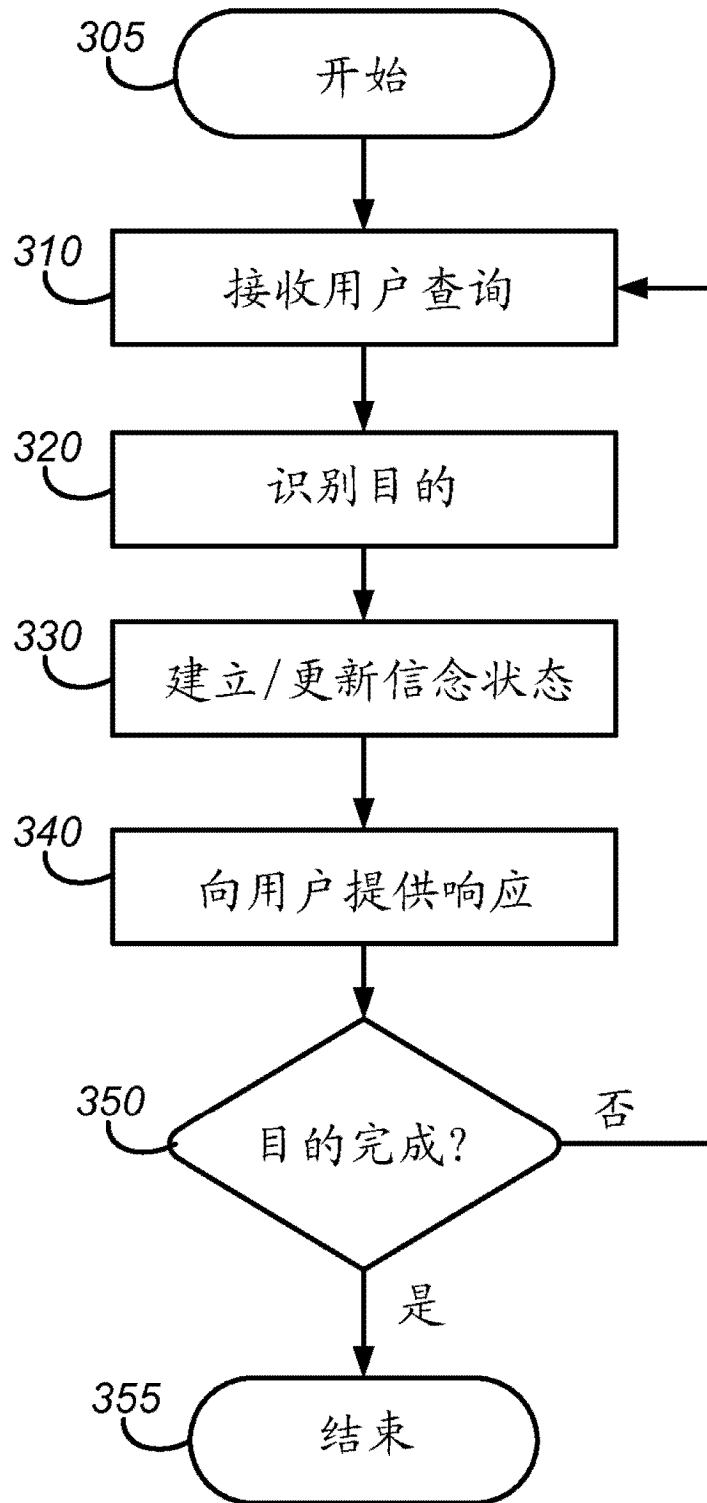 305
开始
310
接收用户查询
320
识别目的
330
建立/更新信念状态
340
向用户提供响应
350
目的完成?
否
是
355
结束